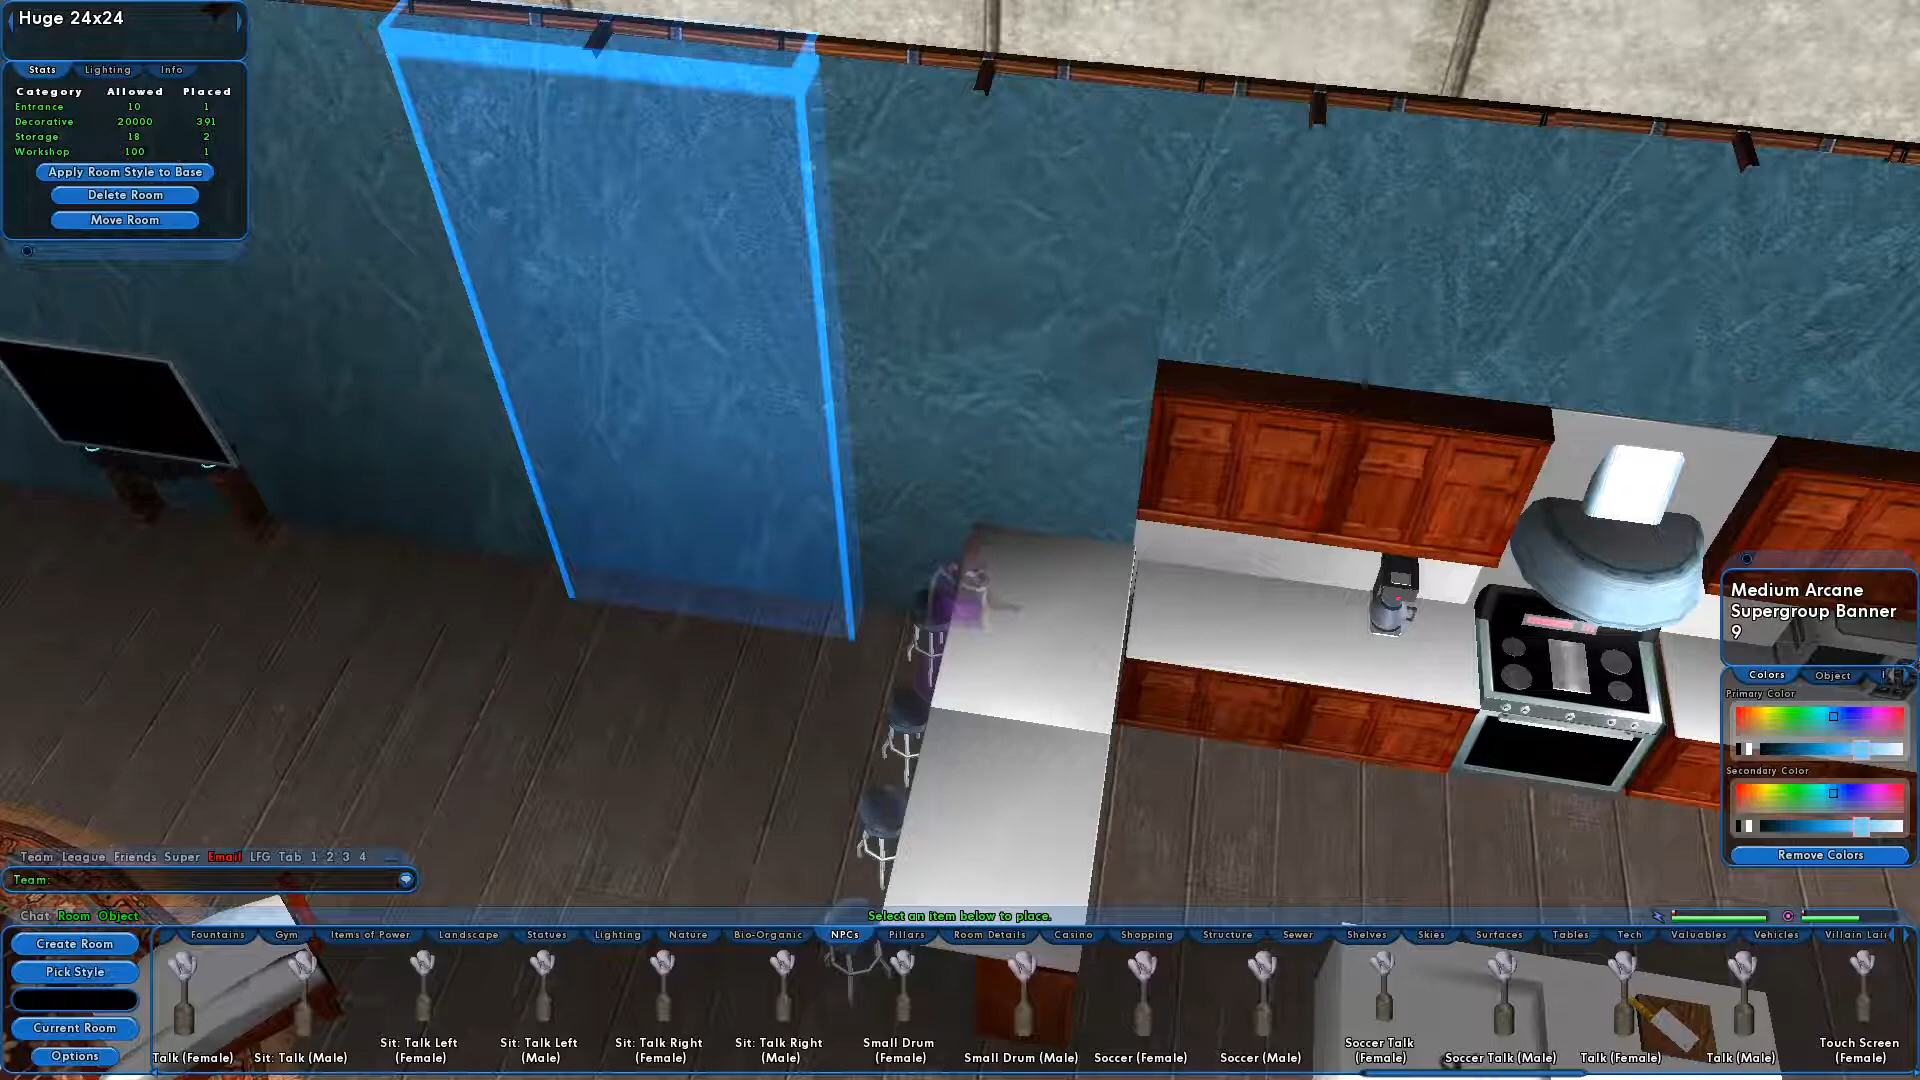 Huge 24x24
Stats Lighting Info
Category Allowed Placed
Entrance 10 1
Decorative 20000 391
Storage 18 2
Workshop 100 1
Apply Room Style to Base
Delete Room
Move Room
Medium Arcane
Supergroup Banner
9
Colors Object
Primary Color
Secondary Color
Remove Colors
Team League Friends Super Email LFG Tab 1 2 3 4
Team:
Chat Room Object
Select an item below to place.
Create Room
Pick Style
Current Room
Options
Fountains Gym Items of Power Landscape Statues Lighting Nature Bio-Organic NPCs Pillars Room Details Casino Shopping Structure Sewer Shelves Skies Surfaces Tables Tech Valuables Vehicles Villain Lair
Talk (Female)
Sit: Talk (Male)
Sit: Talk Left
(Female)
Sit: Talk Left
(Male)
Sit: Talk Right
(Female)
Sit: Talk Right
(Male)
Small Drum
(Female)
Small Drum (Male)
Soccer (Female)
Soccer (Male)
Soccer Talk
(Female)
Soccer Talk (Male)
Talk (Female)
Talk (Male)
Touch Screen
(Female)